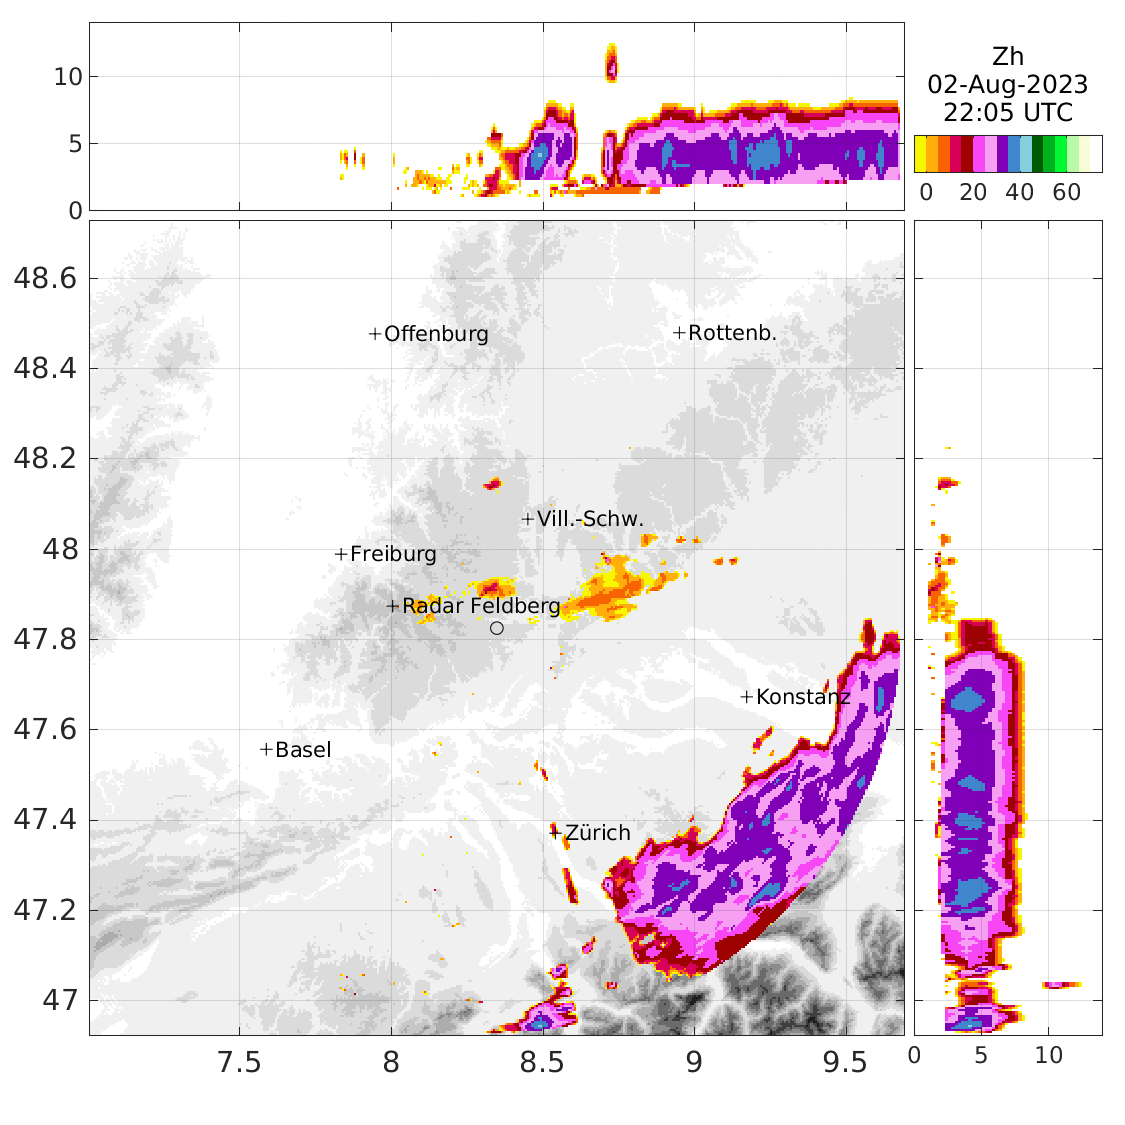 10
5
0
Zh
02-Aug-2023
22:05 UTC
0 20 40 60
48.6
48.4
48.2
48
47.8
47.6
47.4
47.2
47
+Offenburg
+Rottenb.
+Vill.-Schw.
+Freiburg
+Radar Feldberg
+Konstanz
+Basel
+Zürich
7.5 8 8.5 9 9.5
0 5 10